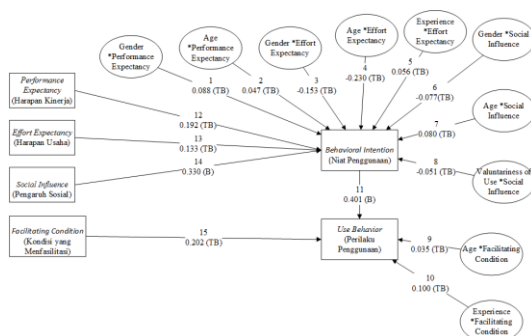 Gender
*Performance
Expectancy
Age
*Performance
Expectancy
Gender *Effort
Expectancy
Age *Effort
Expectancy
Experience
*Effort
Expectancy
Gender *Social
Influence
1
0.088 (TB)
2
0.047 (TB)
3
-0.153 (TB)
4
-0.230 (TB)
5
0.056 (TB)
6
-0.077(TB)
Performance
Expectancy
(Harapan Kinerja)
12
0.192 (TB)
7
0.080 (TB)
Age *Social
Influence
Effort Expectancy
(Harapan Usaha)
13
0.133 (TB)
Behavioral Intention
(Niat Penggunaan)
14
0.330 (B)
Social Influence
(Pengaruh Sosial)
8
-0.051 (TB)
Voluntariness of
Use *Social
Influence
11
0.401 (B)
Facilitating Condition
(Kondisi yang
Menfasilitasi)
15
0.202 (TB)
Use Behavior
(Perilaku
Penggunaan)
9
0.035 (TB)
Age *Facilitating
Condition
10
0.100 (TB)
Experience
*Facilitating
Condition